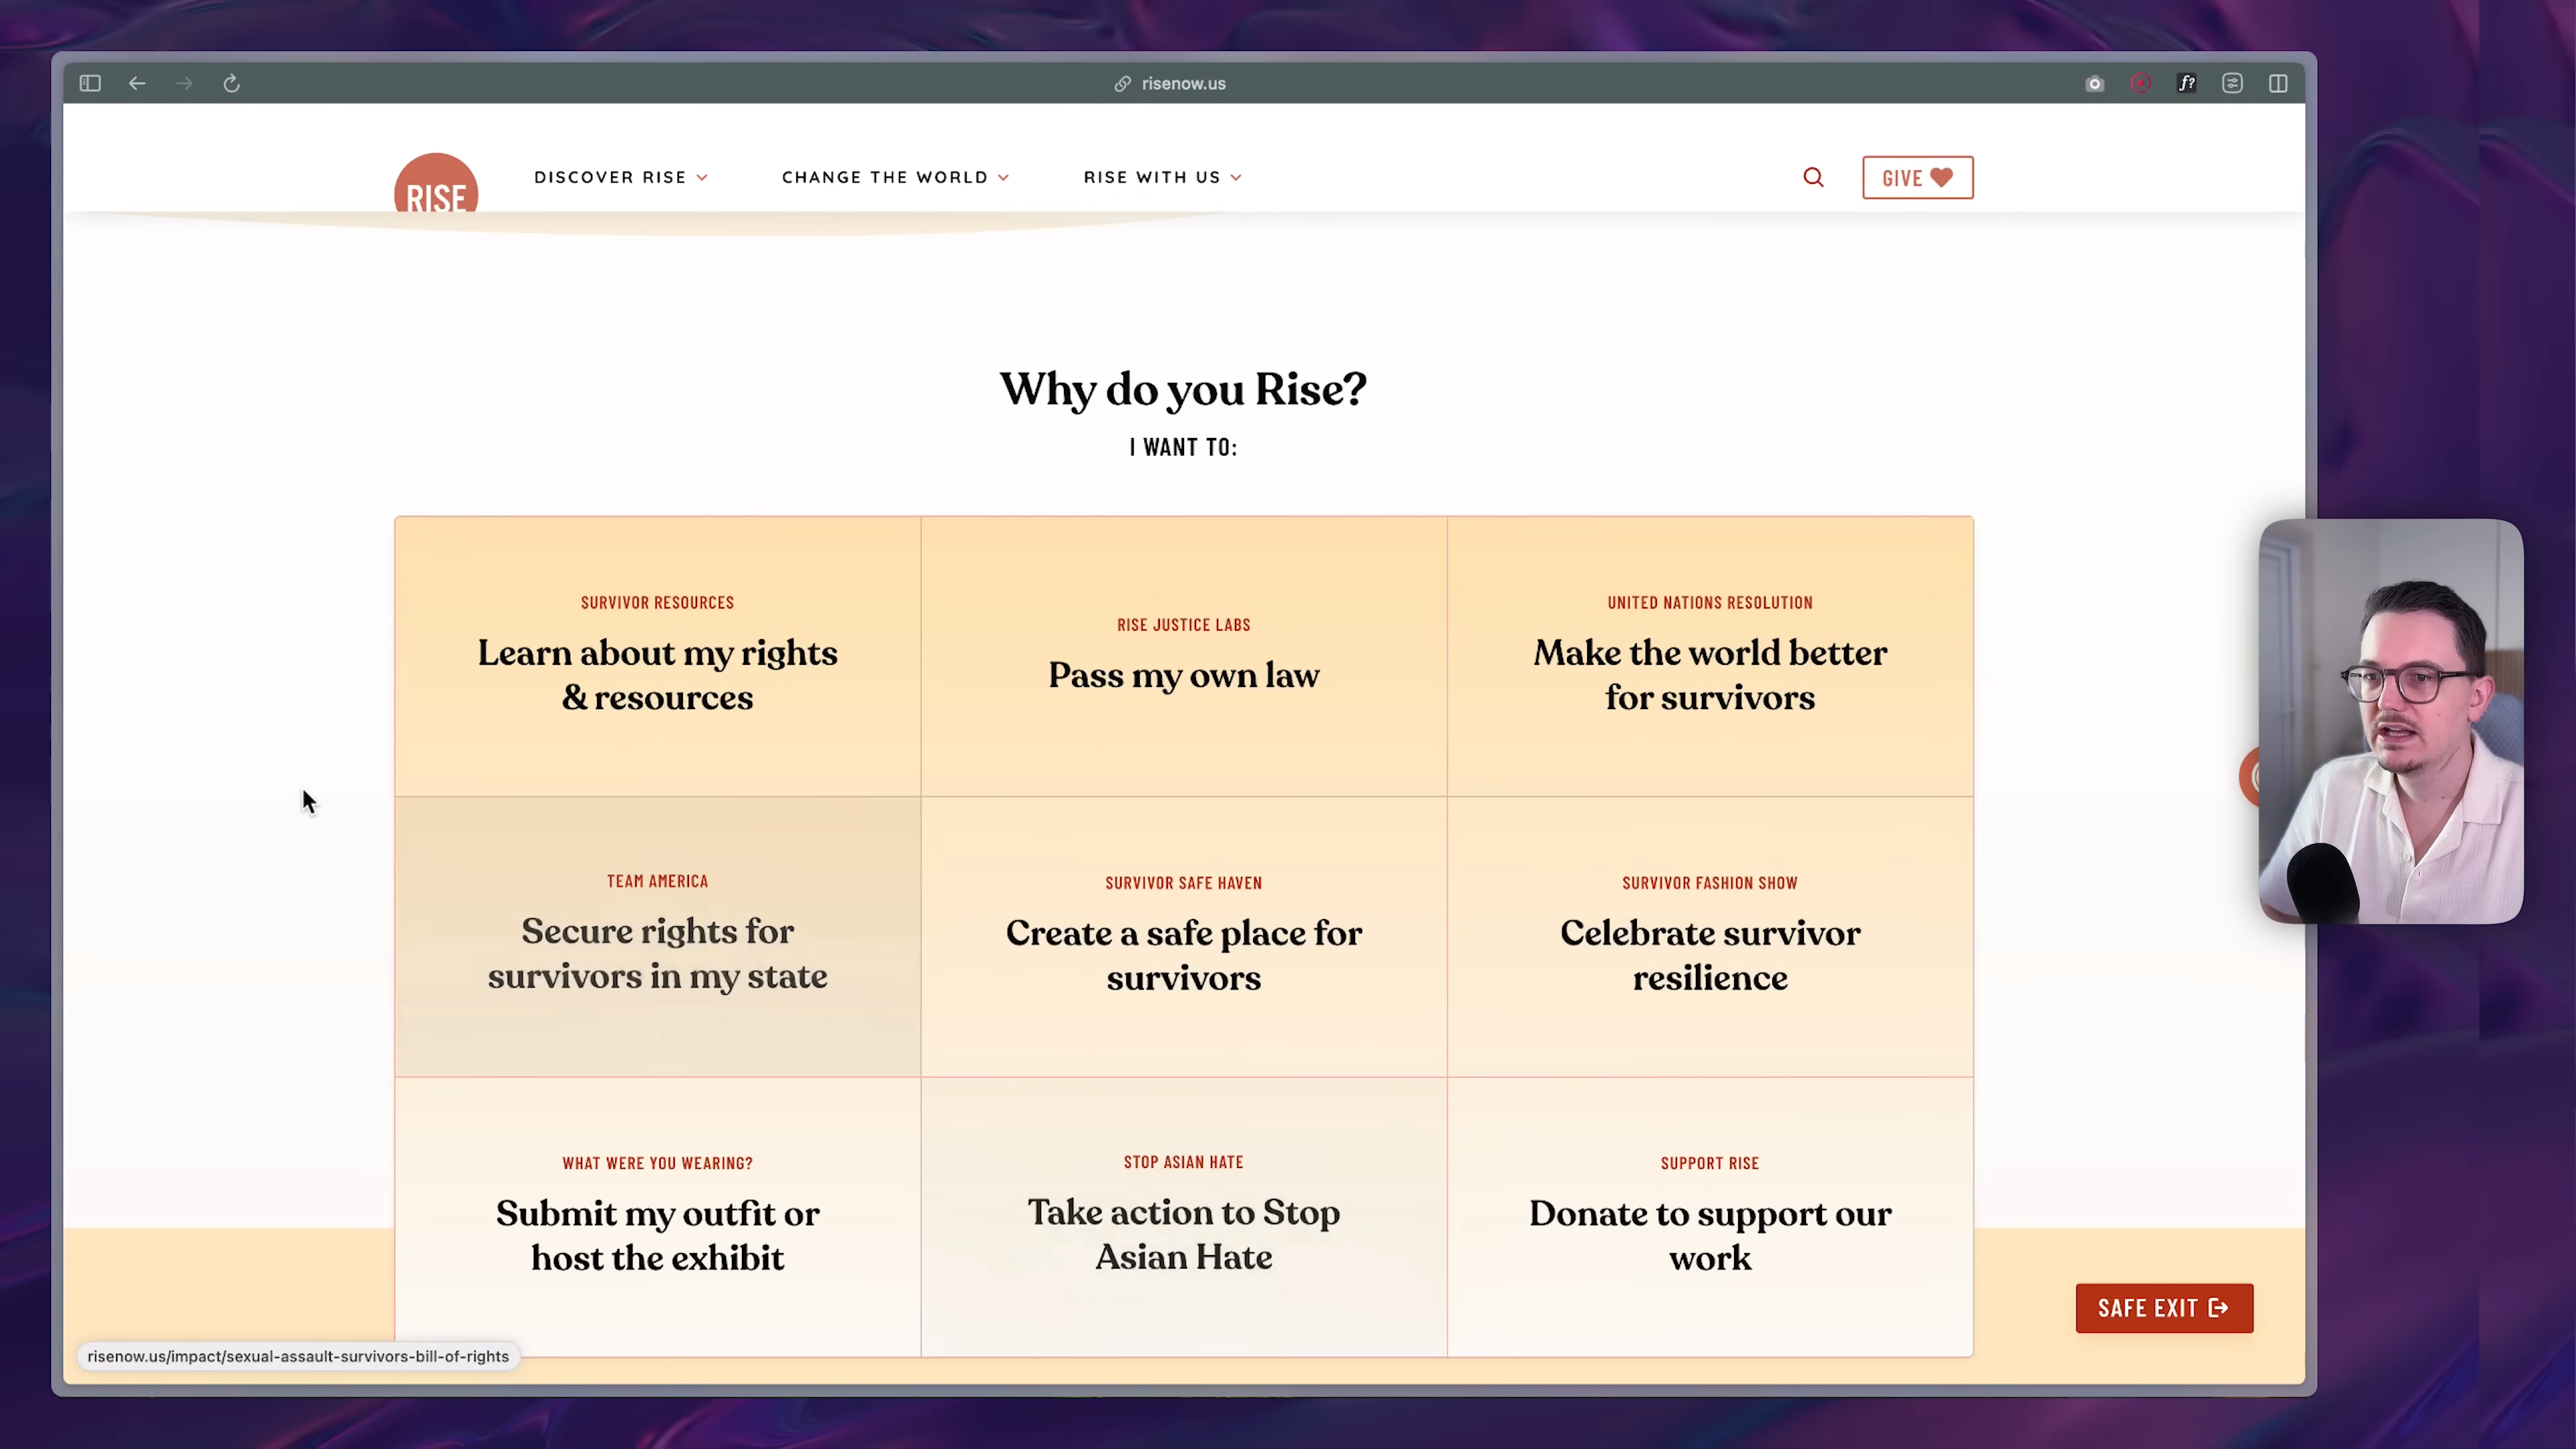 risenow.us
f?
RISE
DISCOVER RISE
CHANGE THE WORLD
RISE WITH US
GIVE
Why do you Rise?
I WANT TO:
SURVIVOR RESOURCES
Learn about my rights
& resources
RISE JUSTICE LABS
Pass my own law
UNITED NATIONS RESOLUTION
Make the world better
for survivors
TEAM AMERICA
Secure rights for
survivors in my state
SURVIVOR SAFE HAVEN
Create a safe place for
survivors
SURVIVOR FASHION SHOW
Celebrate survivor
resilience
WHAT WERE YOU WEARING?
Submit my outfit or
host the exhibit
STOP ASIAN HATE
Take action to Stop
Asian Hate
SUPPORT RISE
Donate to support our
work
SAFE EXIT
risenow.us/impact/sexual-assault-survivors-bill-of-rights